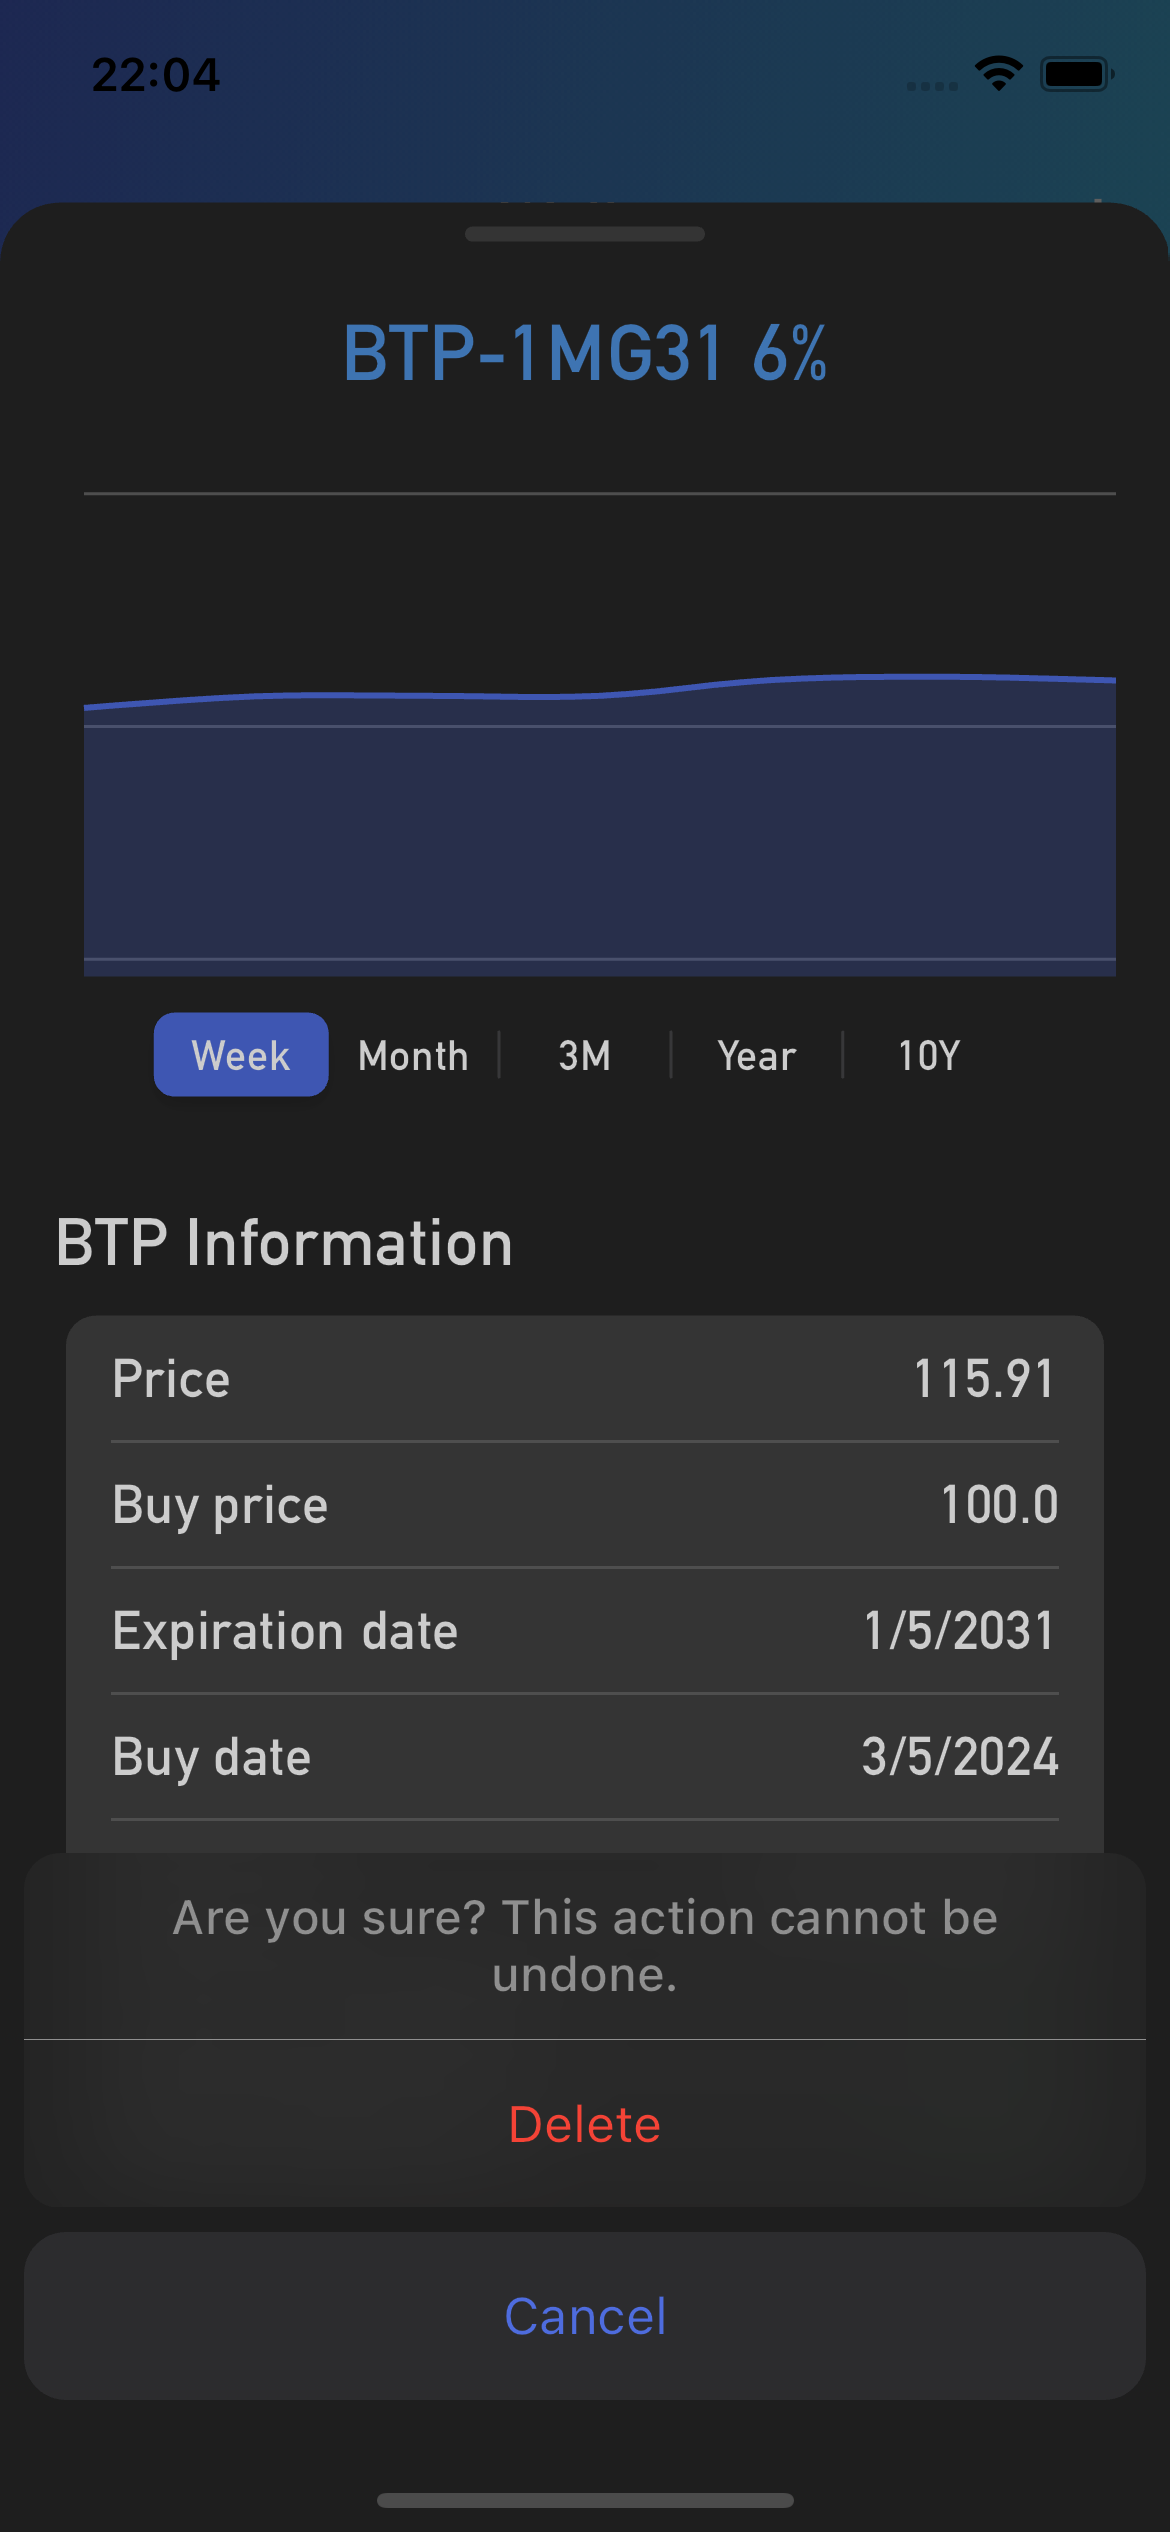 22:04
BTP-1MG31 6%
Week Month 3M Year 10Y
BTP Information
Price 115.91
Buy price 100.0
Expiration date 1/5/2031
Buy date 3/5/2024
Are you sure? This action cannot be
undone.
Delete
Cancel